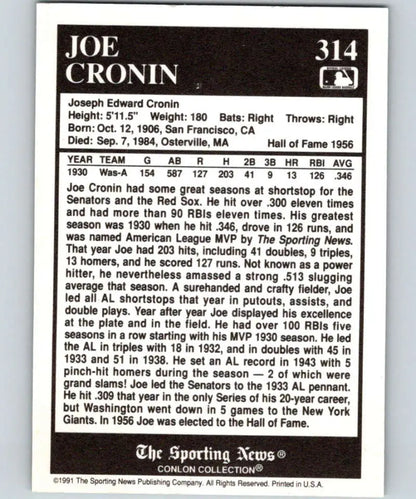 JOE
CRONIN
314
Joseph Edward Cronin
Height: 5'11.5" Weight: 180 Bats: Right Throws: Right
Born: Oct. 12, 1906, San Francisco, CA
Died: Sep. 7, 1984, Osterville, MA Hall of Fame 1956
YEAR TEAM G AB R H 2B 3B HR RBI AVG
1930 Was-A 154 587 127 203 41 9 13 126 .346
Joe Cronin had some great seasons at shortstop for the
Senators and the Red Sox. He hit over .300 eleven times
and had more than 90 RBIs eleven times. His greatest
season was 1930 when he hit .346, drove in 126 runs, and
was named American League MVP by The Sporting News.
That year Joe had 203 hits, including 41 doubles, 9 triples,
13 homers, and he scored 127 runs. Not known as a power
hitter, he nevertheless amassed a strong .513 slugging
average that season. A surehanded and crafty fielder, Joe
led all AL shortstops that year in putouts, assists, and
double plays. Year after year Joe displayed his excellence
at the plate and in the field. He had over 100 RBIs five
seasons in a row starting with his MVP 1930 season. He led
the AL in triples with 18 in 1932, and in doubles with 45 in
1933 and 51 in 1938. He set an AL record in 1943 with 5
pinch-hit homers during the season — 2 of which were
grand slams! Joe led the Senators to the 1933 AL pennant.
He hit .309 that year in the only Series of his 20-year career,
but Washington went down in 5 games to the New York
Giants. In 1956 Joe was elected to the Hall of Fame.
The Sporting News®
CONLON COLLECTION®
©1991 The Sporting News Publishing Company. All Rights Reserved. Printed in U.S.A.